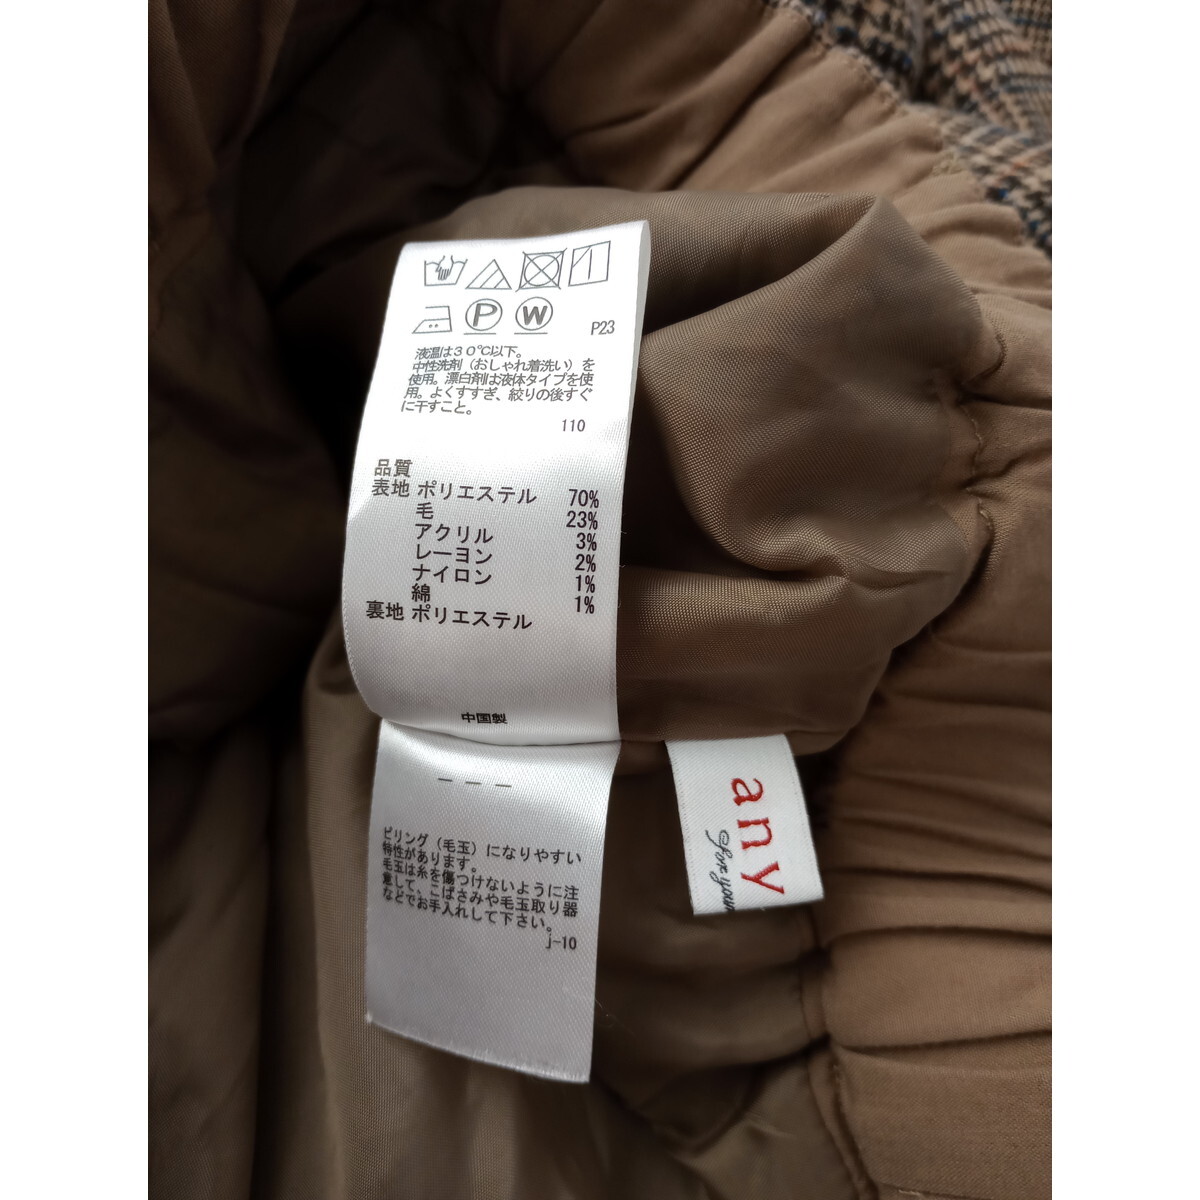 P
W
P23
液温は30℃以下。
中性洗剤（おしゃれ着洗い）を
使用。漂白剤は液体タイプを使
用。よくすすぎ、絞りの後すぐ
に干すこと。
110
品質
表地 ポリエステル 70%
毛 23%
アクリル 3%
レーヨン 2%
ナイロン 1%
綿 1%
裏地 ポリエステル
中国製
– – –
ピリング（毛玉）になりやすい
特性があります。
毛玉は糸を傷つけないように注
意して、こばさみや毛玉取り器
などでお手入れして下さい。
j-10
any
for your